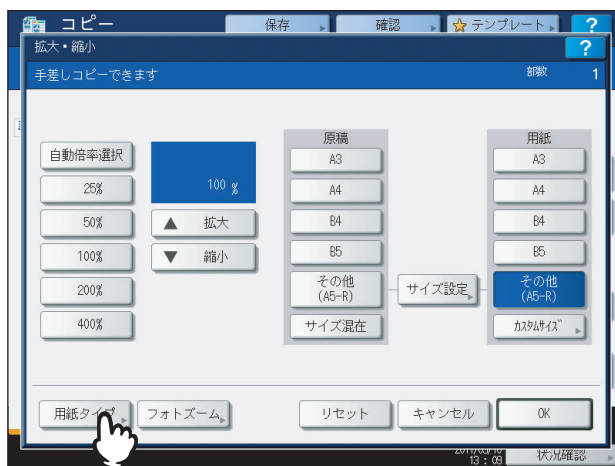 コピー
保存
確認
テンプレート
?
拡大・縮小
?
手差しコピーできます
部数
1
原稿
用紙
自動倍率選択
100 %
A3
A3
25%
A4
A4
50%
▲ 拡大
B4
B4
100%
▼ 縮小
B5
B5
200%
その他
(A5-R)
サイズ設定
その他
(A5-R)
400%
サイズ混在
カスタムサイズ
用紙タイプ
フォトズーム
リセット
キャンセル
OK
13:09
状況確認